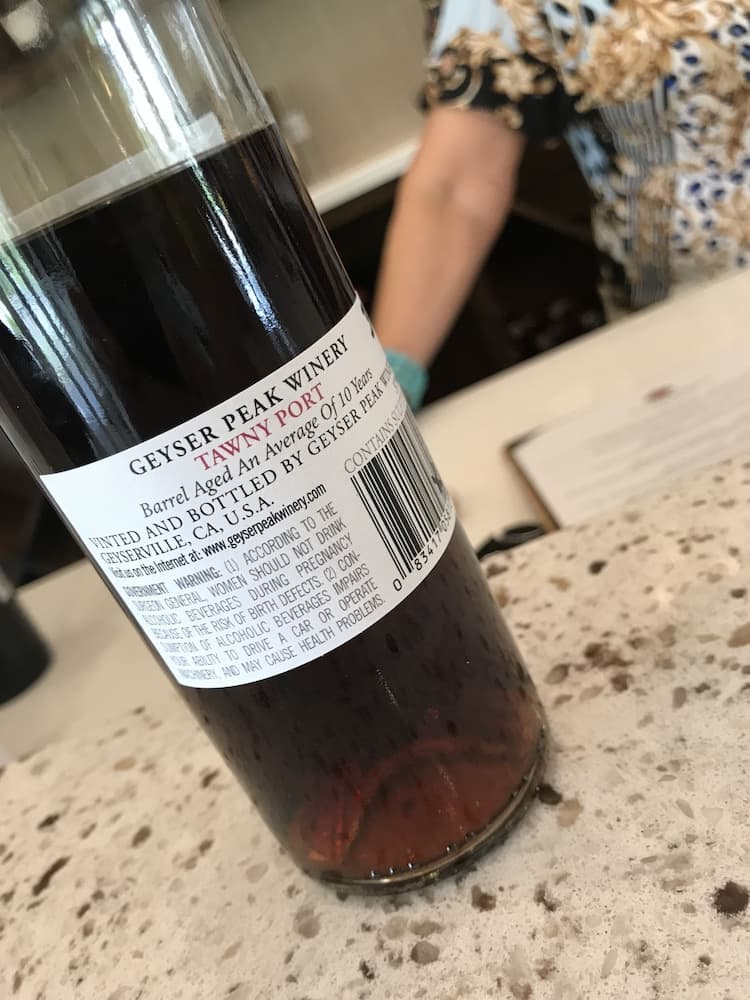 GEYSER PEAK WINERY
TAWNY PORT
Barrel Aged An Average Of 10 Years
VINTED AND BOTTLED BY GEYSER PEAK
GEYSERVILLE, CA, U.S.A.
Visit us on the Internet at: www.geyserpeakwinery.com
GOVERNMENT WARNING: (1) ACCORDING TO THE
SURGEON GENERAL, WOMEN SHOULD NOT DRINK
ALCOHOLIC BEVERAGES DURING PREGNANCY
BECAUSE OF THE RISK OF BIRTH DEFECTS. (2) CON-
SUMPTION OF ALCOHOLIC BEVERAGES IMPAIRS
YOUR ABILITY TO DRIVE A CAR OR OPERATE
MACHINERY, AND MAY CAUSE HEALTH PROBLEMS.
CONTAINS
0 8341